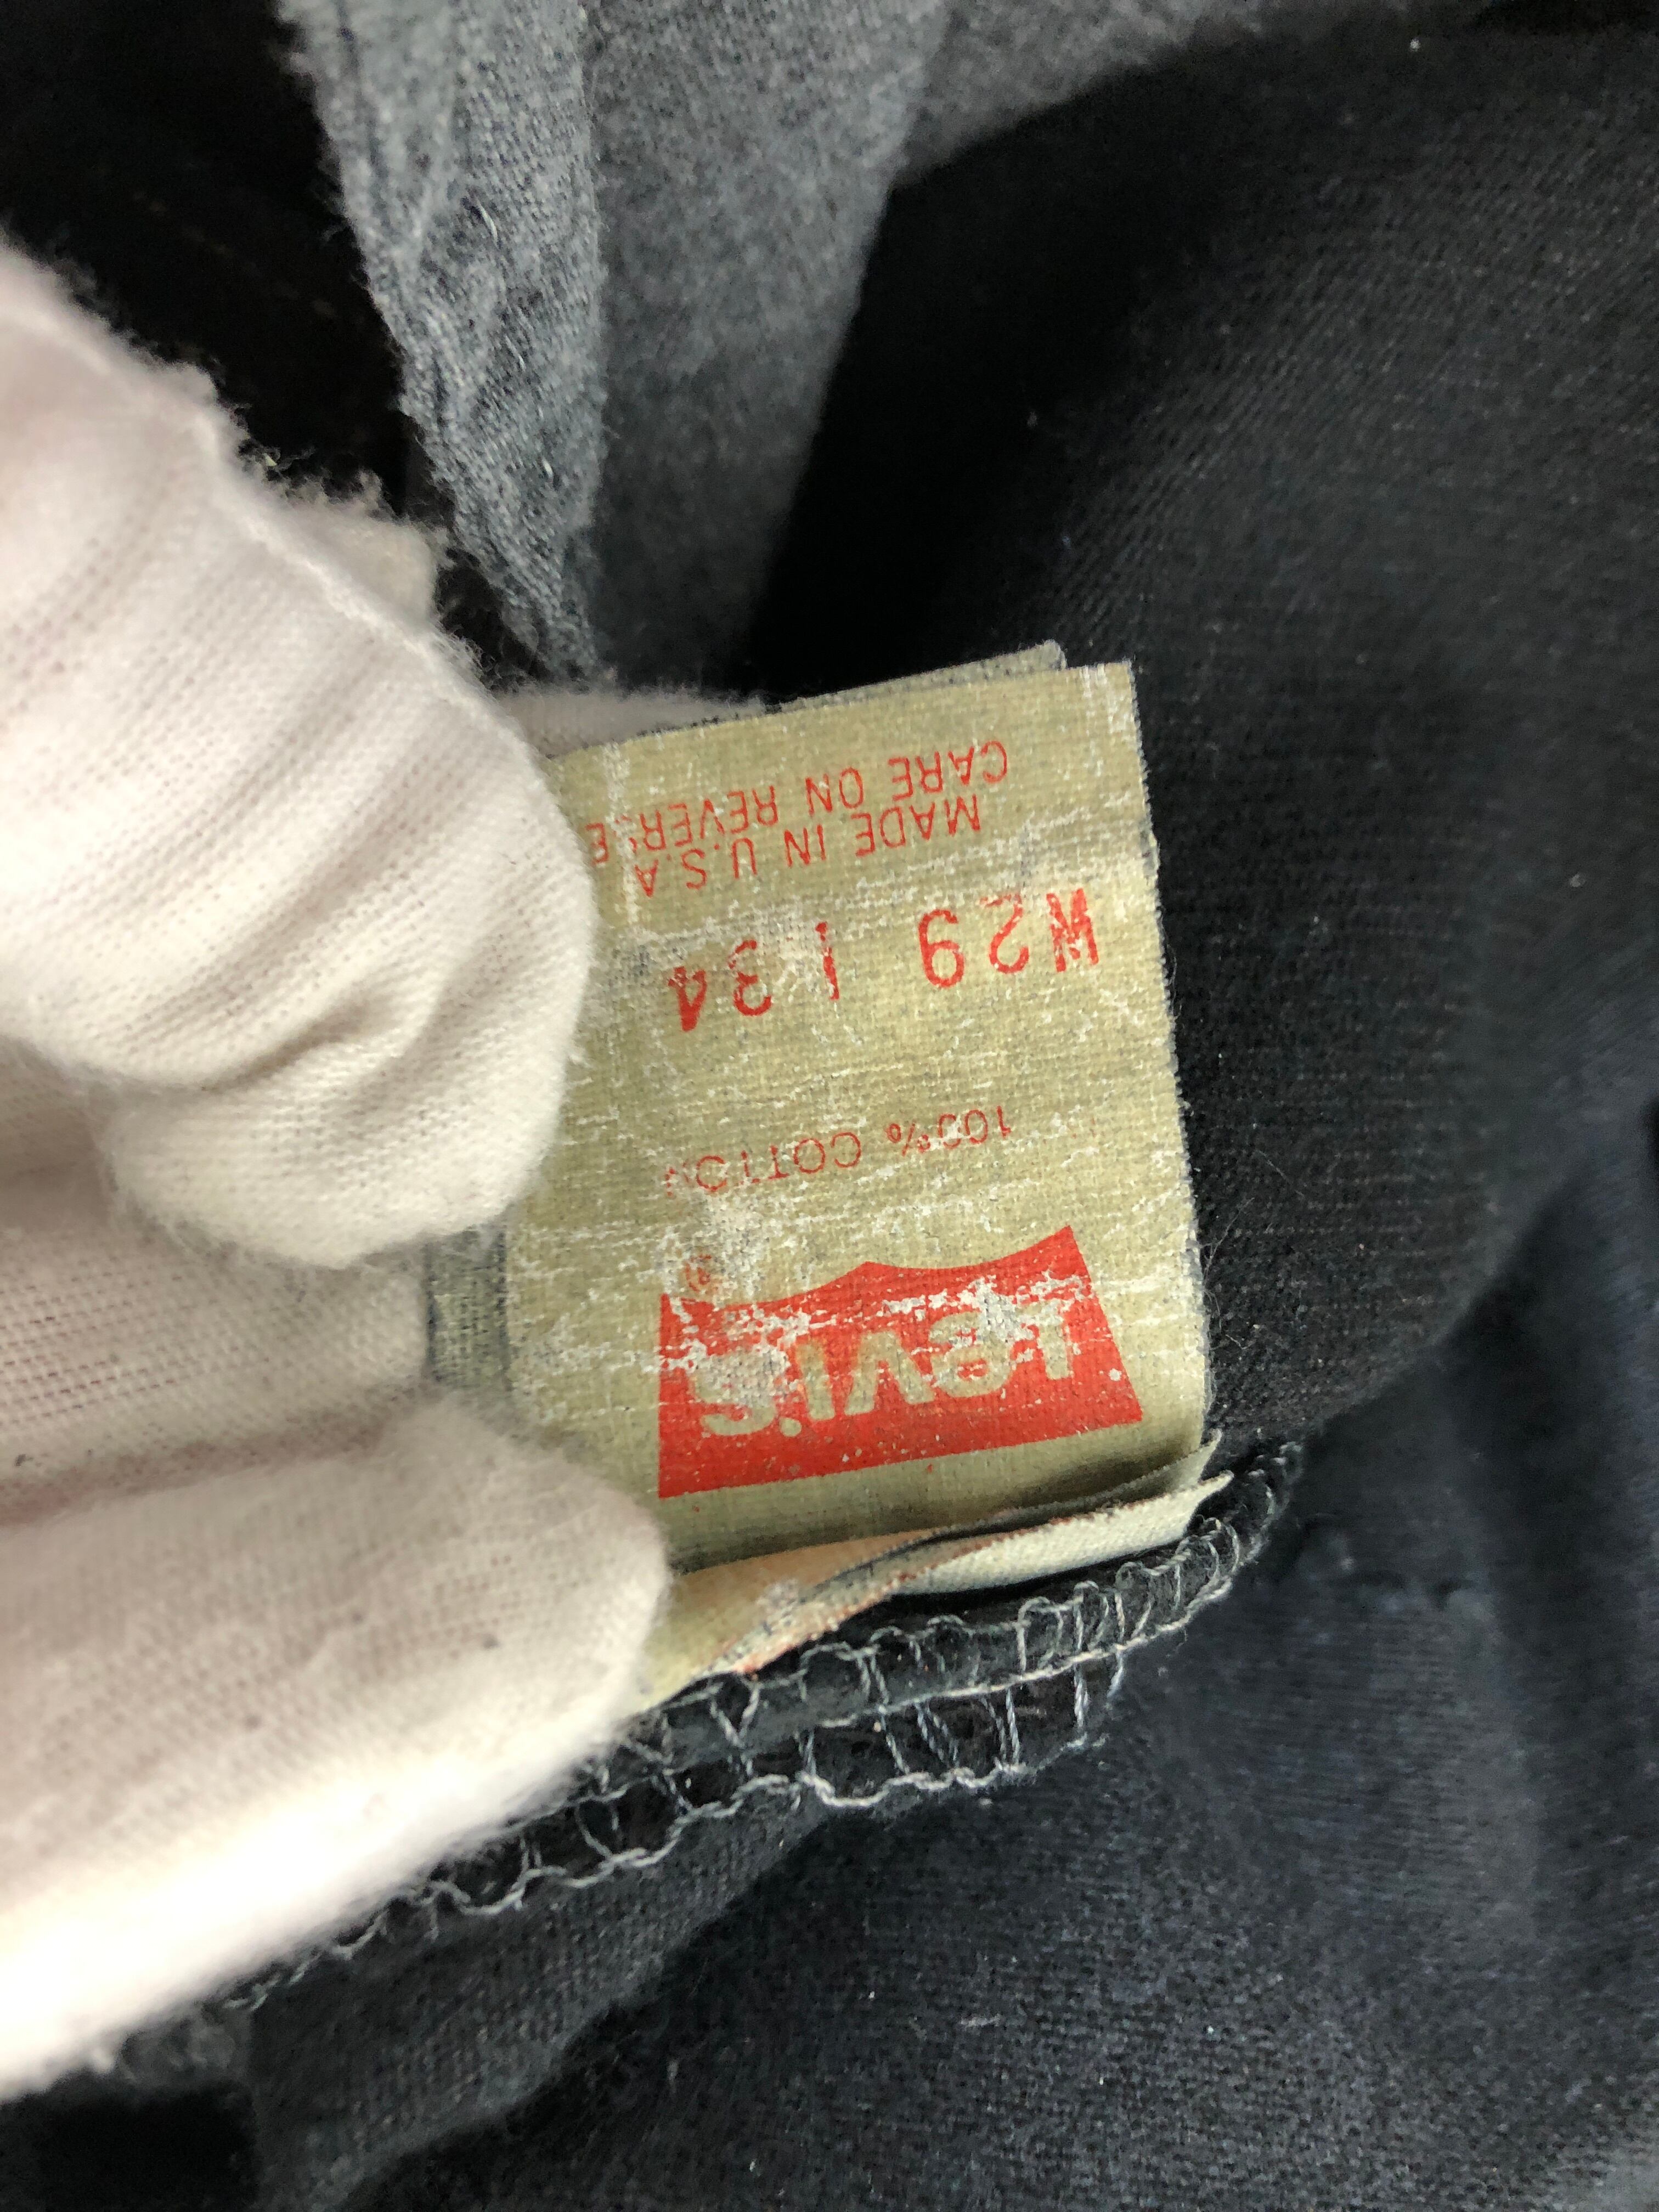 Levi's
®
100% COTTON
W29 L34
MADE IN U.S.A
CARE ON REVERSE